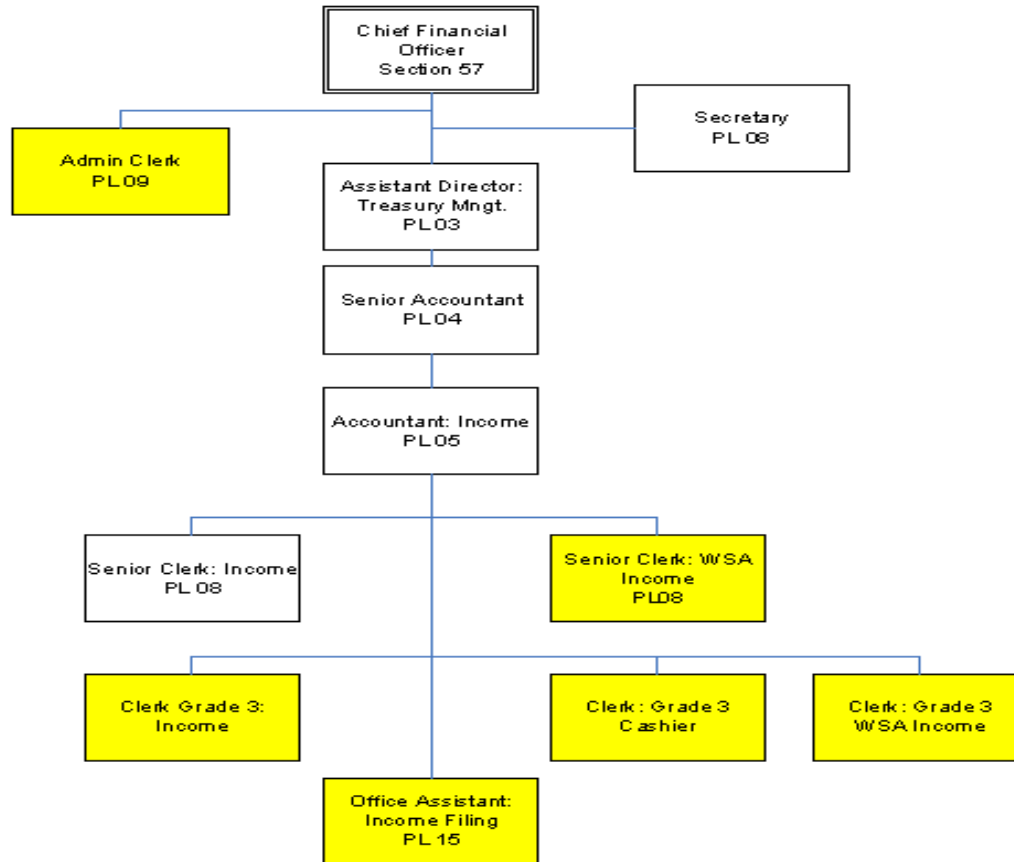 Chief Financial
Officer
Section 57
Secretary
PL 08
Admin Clerk
PL 09
Assistant Director:
Treasury Mngt.
PL 03
Senior Accountant
PL 04
Accountant: Income
PL 05
Senior Clerk: Income
PL 08
Senior Clerk: WSA
Income
PL08
Clerk Grade 3:
Income
Clerk: Grade 3
Cashier
Clerk: Grade 3
WSA Income
Office Assistant:
Income Filing
PL 15